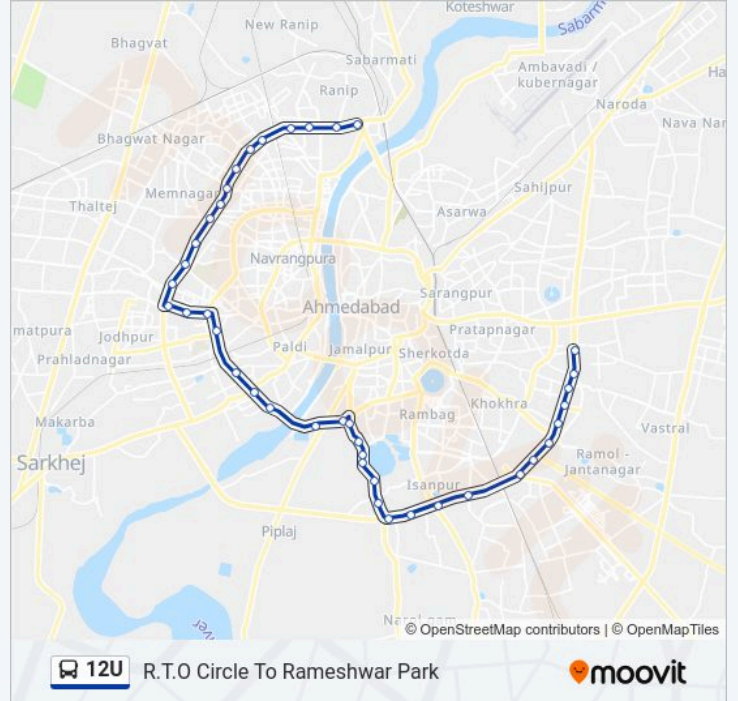 Koteshwar
New Ranip
Sabarm
Bhagvat
Sabarmati
Ambavadi /
kubernagar
Ha
Ranip
Naroda
Bhagwat Nagar
Nava Nar
Memnagar
Sahijpur
Thaltej
Asarwa
Navrangpura
Sarangpur
Ahmedabad
Pratapnagar
matpura
Jodhpur
Paldi
Jamalpur
Sherkotda
Prahladnagar
Khokhra
Makarba
Rambag
Vastral
Sarkhej
Ramol -
Jantanagar
Isanpur
Piplaj
ver
© OpenStreetMap contributors | © OpenMapTiles
12U R.T.O Circle To Rameshwar Park
moovit